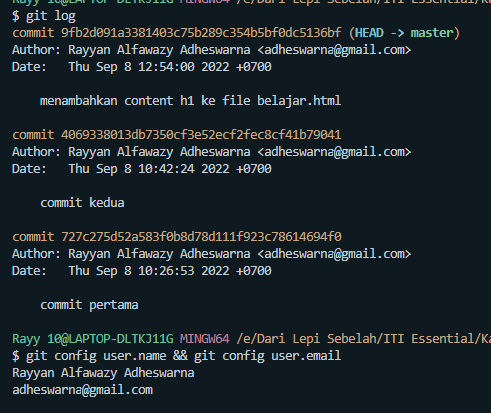 Rayy 10@LAPTOP-DLTKJ11G MINGW64 /e/Dari Lepi Sebelah/ITI Essential/Ka
$ git log
commit 9fb2d091a3381403c75b289c354b5bf0dc5136bf (HEAD -> master)
Author: Rayyan Alfawazy Adheswarna <adheswarna@gmail.com>
Date:   Thu Sep 8 12:54:00 2022 +0700
menambahkan content h1 ke file belajar.html
commit 4069338013db7350cf3e52ecf2fec8cf41b79041
Author: Rayyan Alfawazy Adheswarna <adheswarna@gmail.com>
Date:   Thu Sep 8 10:42:24 2022 +0700
commit kedua
commit 727c275d52a583f0b8d78d111f923c78614694f0
Author: Rayyan Alfawazy Adheswarna <adheswarna@gmail.com>
Date:   Thu Sep 8 10:26:53 2022 +0700
commit pertama
Rayy 10@LAPTOP-DLTKJ11G MINGW64 /e/Dari Lepi Sebelah/ITI Essential/Ka
$ git config user.name && git config user.email
Rayyan Alfawazy Adheswarna
adheswarna@gmail.com